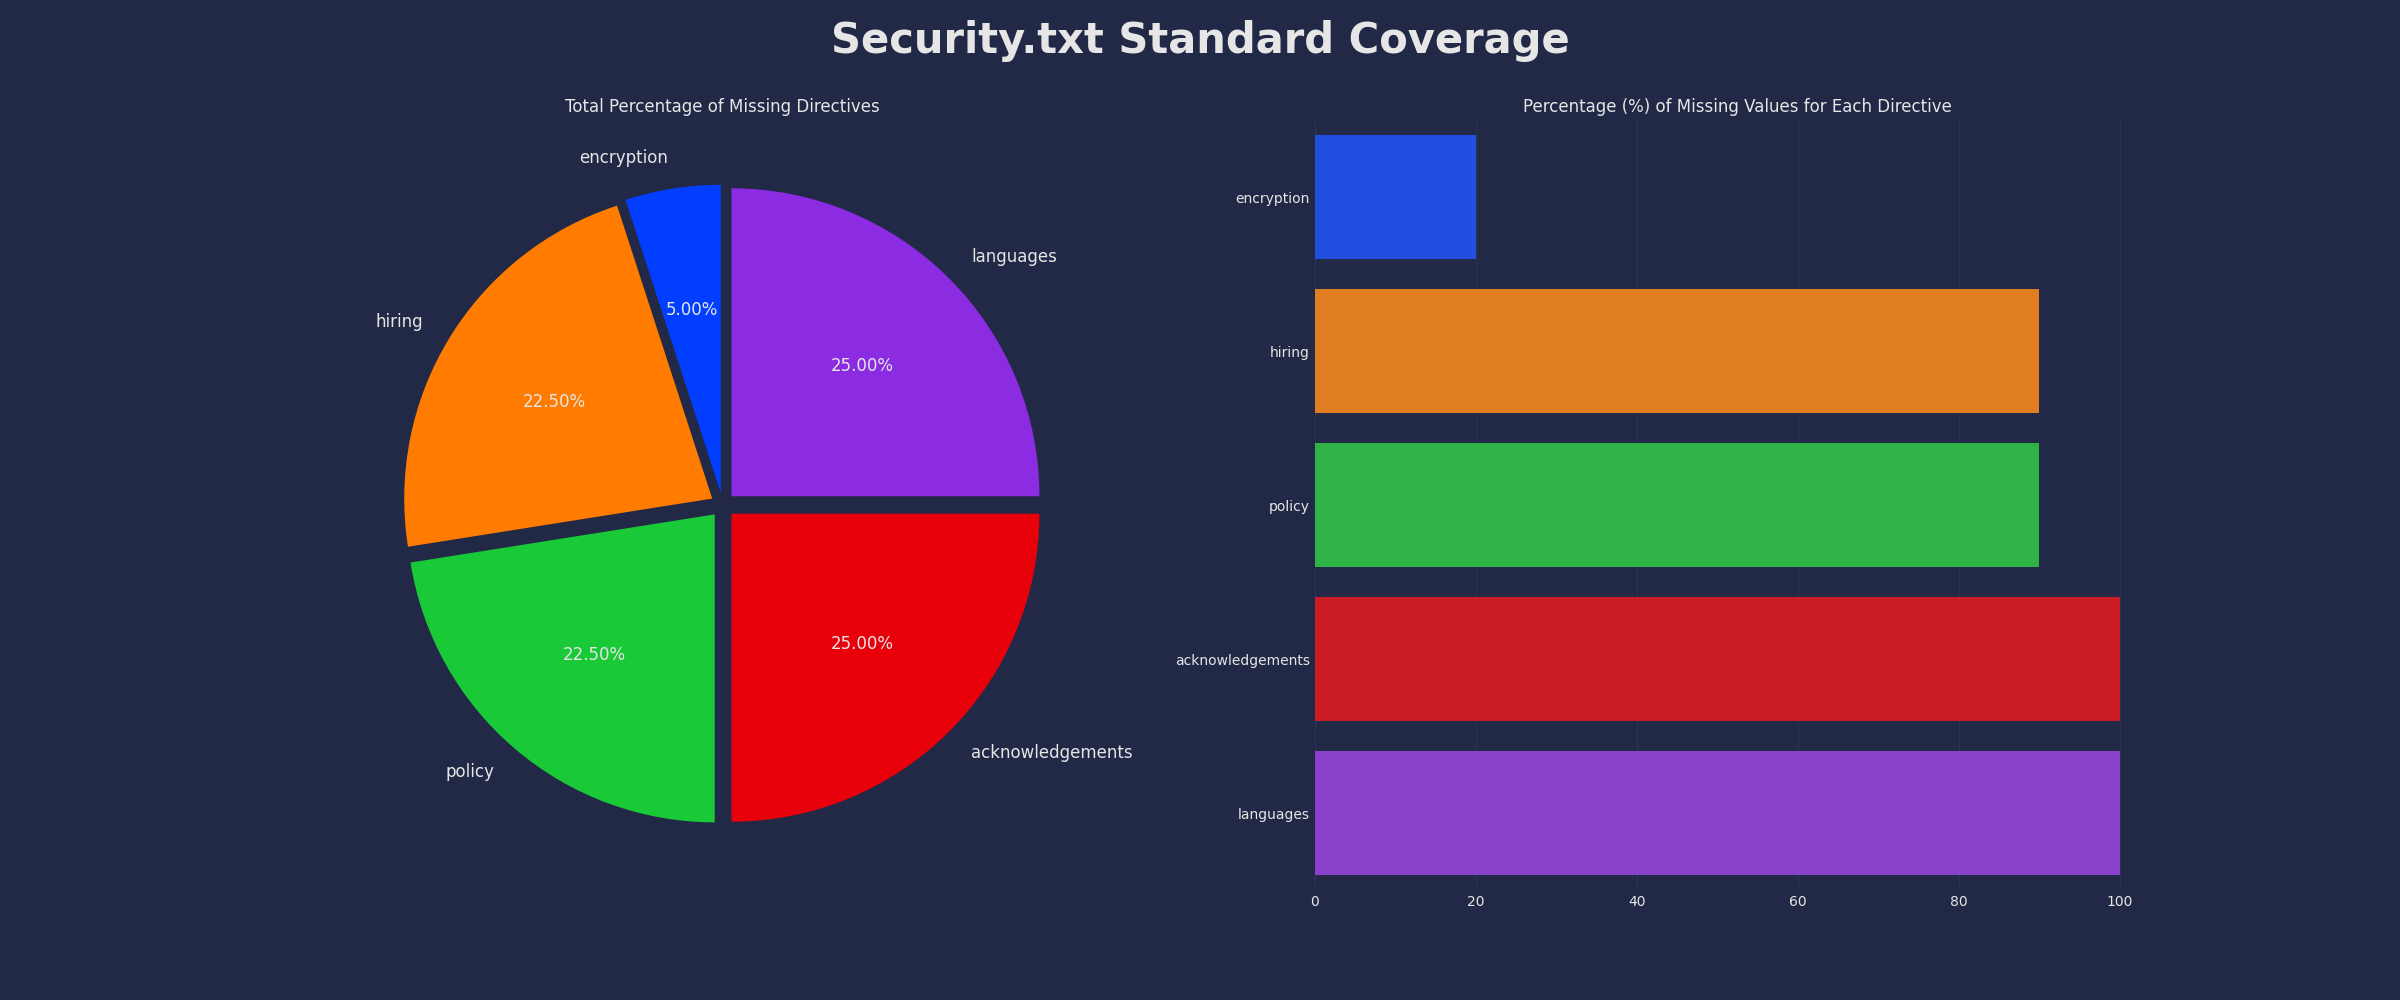 Security.txt Standard Coverage
Total Percentage of Missing Directives
encryption
languages
hiring
5.00%
25.00%
22.50%
22.50%
25.00%
policy
acknowledgements
Percentage (%) of Missing Values for Each Directive
encryption
hiring
policy
acknowledgements
languages
0 20 40 60 80 100